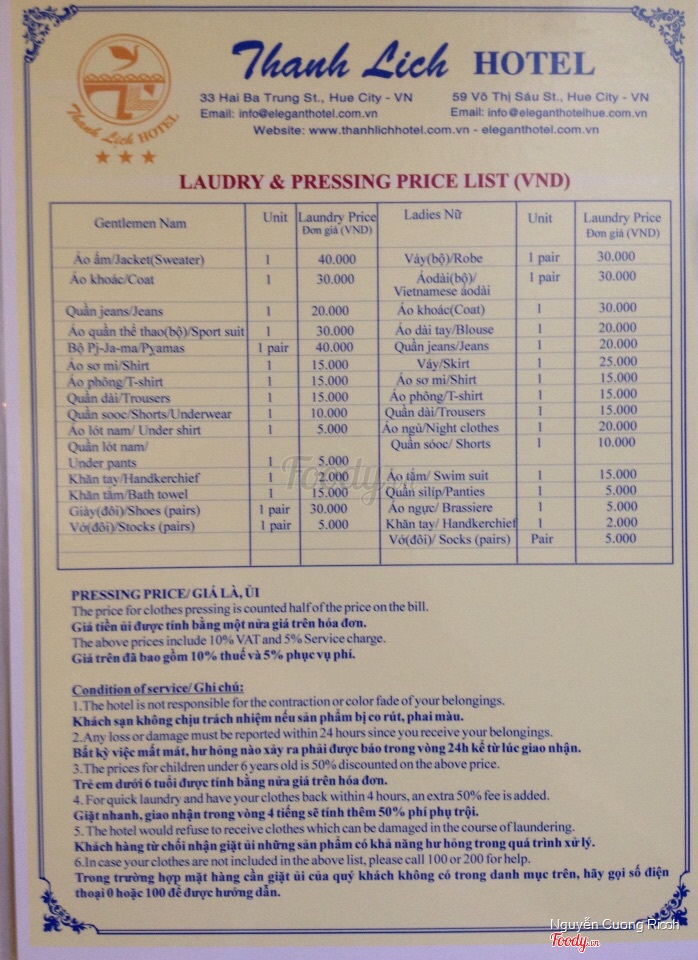 Thanh Lich HOTEL
Thanh Lịch HOTEL
33 Hai Ba Trung St., Hue City - VN 59 Võ Thị Sáu St., Hue City - VN
Email: info@eleganthotel.com.vn Email: info@eleganthotelhue.com.vn
Website: www.thanhlichhotel.com.vn - eleganthotel.com.vn
LAUDRY & PRESSING PRICE LIST (VND)
Gentlemen Nam Unit Laundry Price Đơn giá (VND) Ladies Nữ Unit Laundry Price Đơn giá (VND)
Áo ấm/Jacket(Sweater) 1 40.000 Váy(bộ)/Robe 1 pair 30.000
Áo khoác/Coat 1 30.000 Áodài(bộ)/ 1 pair 30.000
Vietnamese áodài
Quần jeans/Jeans 1 20.000 Áo khoác(Coat) 1 30.000
Áo quần thể thao(bộ)/Sport suit 1 30.000 Áo dài tay/Blouse 1 20.000
Bộ Pj-Ja-ma/Pyamas 1 pair 40.000 Quần jeans/Jeans 1 20.000
Áo sơ mi/Shirt 1 15.000 Váy/Skirt 1 25.000
Áo phông/T-shirt 1 15.000 Áo sơ mi/Shirt 1 15.000
Quần dài/Trousers 1 15.000 Áo phông/T-shirt 1 15.000
Quần sooc/Shorts/Underwear 1 10.000 Quần dài/Trousers 1 15.000
Áo lót nam/ Under shirt 1 5.000 Áo ngủ/Night clothes 1 20.000
Quần lót nam/ Quần sóoc/ Shorts 1 10.000
Under pants 1 5.000
Khăn tay/Handkerchief 1 2.000 Áo tắm/ Swim suit 1 15.000
Khăn tắm/Bath towel 1 15.000 Quần silíp/Panties 1 5.000
Giày(đôi)/Shoes (pairs) 1 pair 30.000 Áo ngực/ Brassiere 1 5.000
Vớ(đôi)/Stocks (pairs) 1 pair 5.000 Khăn tay/ Handkerchief 1 2.000
Vớ(đôi)/ Socks (pairs) Pair 5.000
PRESSING PRICE/ GIÁ LÀ, ỦI
The price for clothes pressing is counted half of the price on the bill.
Giá tiền ủi được tính bằng một nửa giá trên hóa đơn.
The above prices include 10% VAT and 5% Service charge.
Giá trên đã bao gồm 10% thuế và 5% phục vụ phí.
Condition of service/ Ghi chú:
1.The hotel is not responsible for the contraction or color fade of your belongings.
Khách sạn không chịu trách nhiệm nếu sản phẩm bị co rút, phai màu.
2.Any loss or damage must be reported within 24 hours since you receive your belongings.
Bất kỳ việc mất mát, hư hỏng nào xảy ra phải được báo trong vòng 24h kể từ lúc giao nhận.
3.The prices for children under 6 years old is 50% discounted on the above price.
Trẻ em dưới 6 tuổi được tính bằng nửa giá trên hóa đơn.
4. For quick laundry and have your clothes back within 4 hours, an extra 50% fee is added.
Giặt nhanh, giao nhận trong vòng 4 tiếng sẽ tính thêm 50% phí phụ trội.
5. The hotel would refuse to receive clothes which can be damaged in the course of laundering.
Khách hàng từ chối nhận giặt ủi những sản phẩm có khả năng hư hỏng trong quá trình xử lý.
6.In case your clothes are not included in the above list, please call 100 or 200 for help.
Trong trường hợp mặt hàng cần giặt ủi của quý khách không có trong danh mục trên, hãy gọi số điện
thoại 0 hoặc 100 để được hướng dẫn.
Foody.vn
Nguyễn Cuong Ricch
Foody.vn